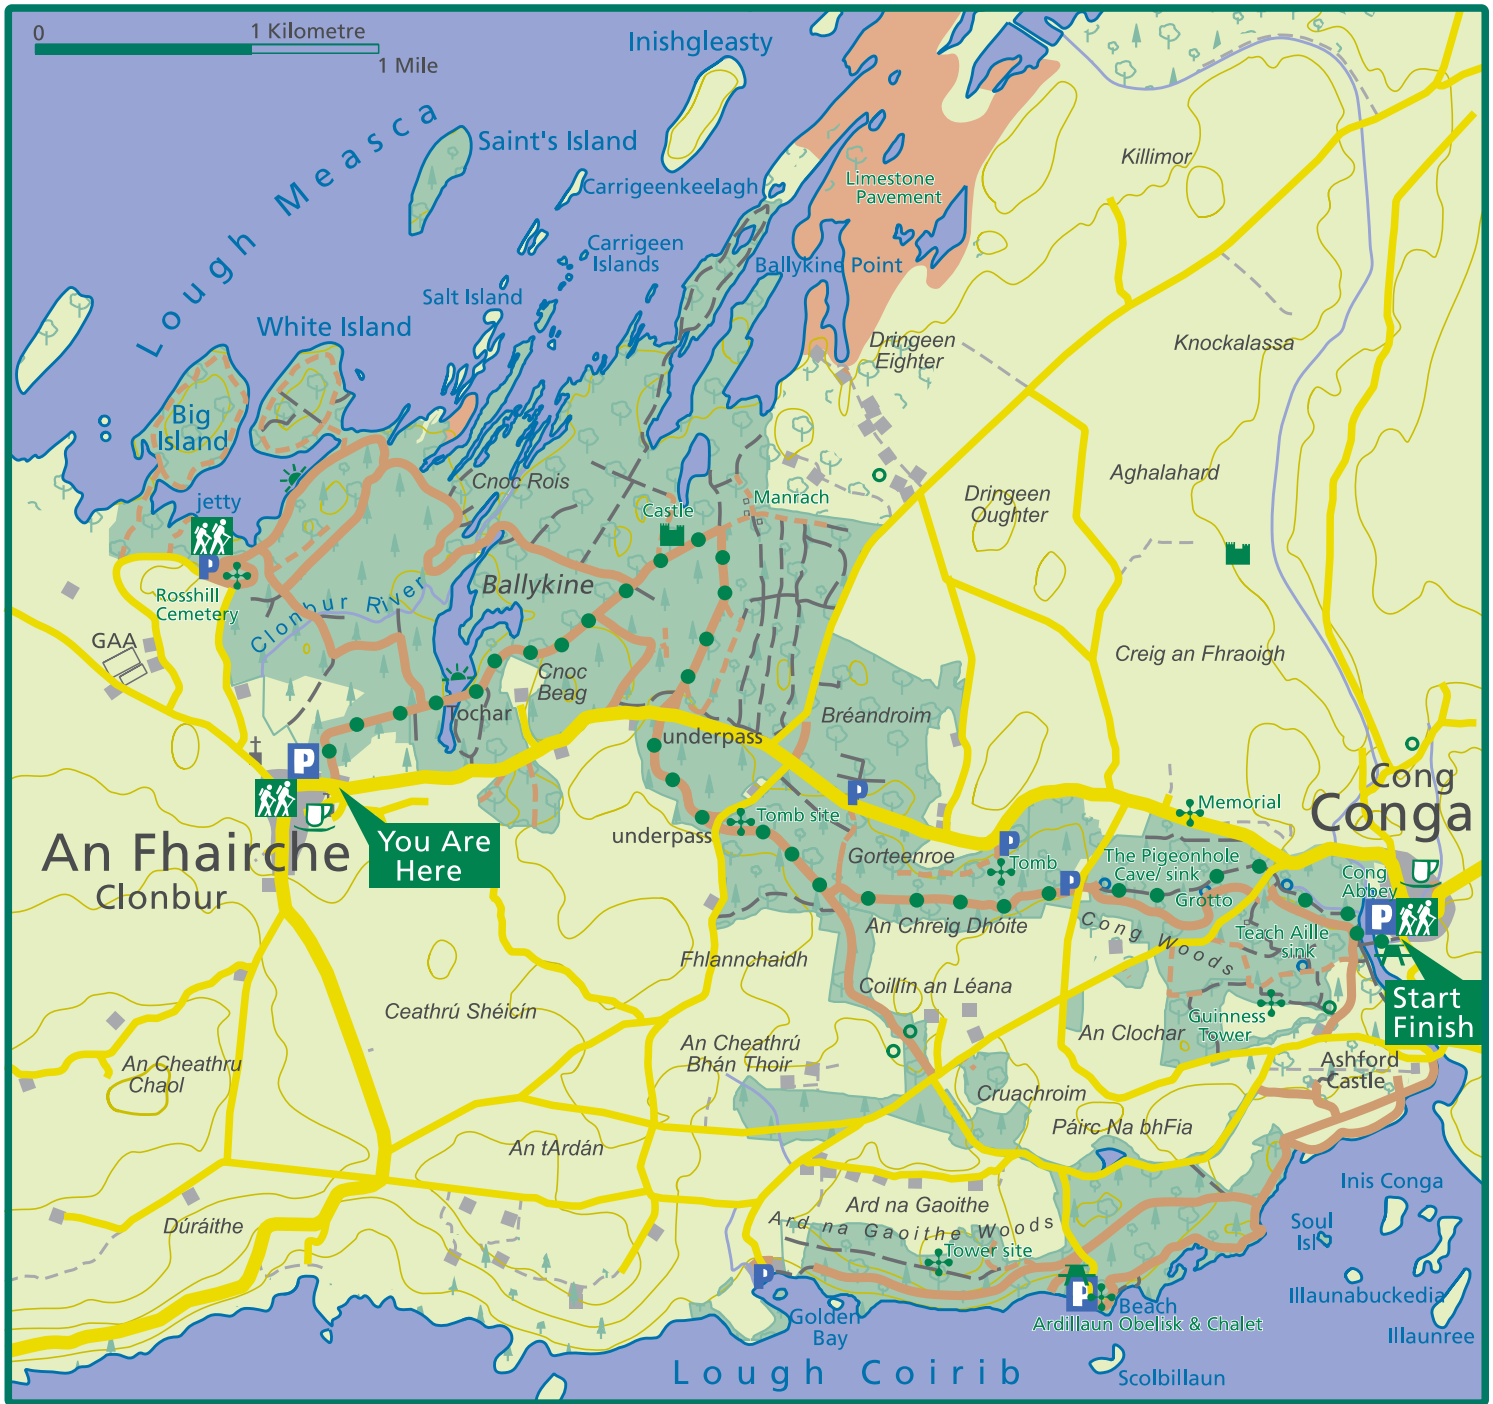 0
1 Kilometre
1 Mile
Inishgleasty
Lough Measca
Saint's Island
Carrigeenkeelagh
Killimor
Limestone
Pavement
Carrigeen
Islands
Ballykine Point
Salt Island
White Island
Dringeen
Eighter
Knockalassa
Big
Island
Cnoc Rois
Aghalahard
jetty
Castle
Manrach
Dringeen
Oughter
P
Rosshill
Cemetery
Clonbur River
Ballykine
GAA
Creig an Fhraoigh
Cnoc
Beag
Tochar
Bréandroim
underpass
P
Cong
Conga
P
Memorial
Tomb site
underpass
You Are
Here
An Fhairche
Clonbur
P
Gorteenroe
Tomb
The Pigeonhole
Cave/ sink
Grotto
Cong
Abbey
P
P
An Chreig Dhóite
Cong Woods
Teach Aille
sink
Fhlannchaidh
Coillín an Léana
Start
Finish
Ceathrú Shéicín
An Clochar
Guinness
Tower
An Cheathrú
Bhán Thoir
An Cheathru
Chaol
Ashford
Castle
Cruachroim
Páirc Na bhFia
An tArdán
Inis Conga
Ard na Gaoithe
Ard na Gaoithe Woods
Dúráithe
Soul
Isl
Tower site
P
P
Illaunabuckedia
Golden
Bay
Beach
Ardillaun Obelisk & Chalet
Illaunree
Lough Coirib
Scolbillaun